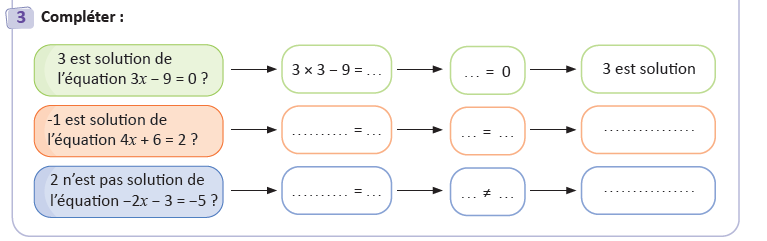 3 Compléter :
3 est solution de
l'équation 3x – 9 = 0 ?
3 × 3 – 9 = ...
... = 0
3 est solution
-1 est solution de
l'équation 4x + 6 = 2 ?
.......... = ...
... = ...
................
2 n'est pas solution de
l'équation –2x – 3 = –5 ?
.......... = ...
... ≠ ...
................